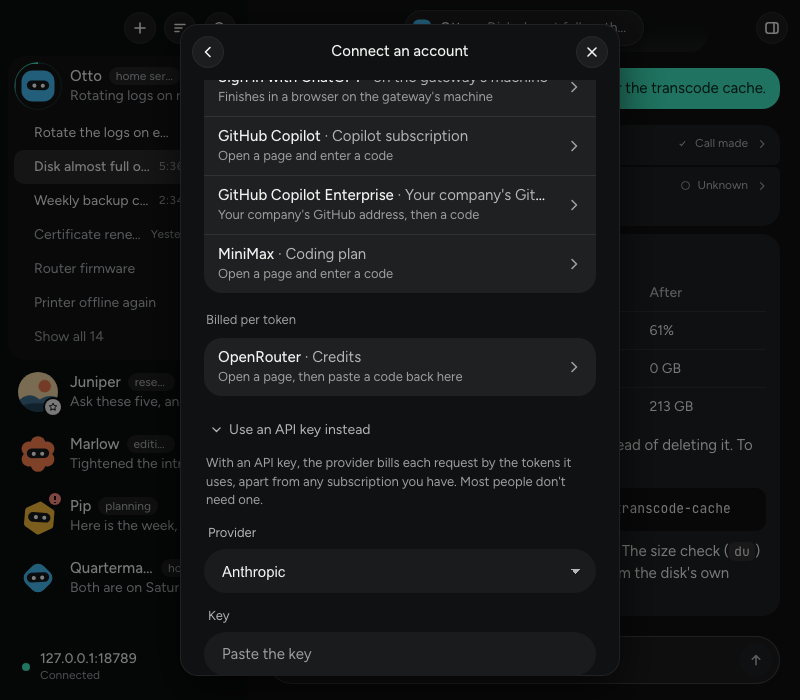 Connect an account
Sign in with ChatGPT · on the gateway's machine
Finishes in a browser on the gateway's machine
GitHub Copilot · Copilot subscription
Open a page and enter a code
GitHub Copilot Enterprise · Your company's Git...
Your company's GitHub address, then a code
MiniMax · Coding plan
Open a page and enter a code
Billed per token
OpenRouter · Credits
Open a page, then paste a code back here
Use an API key instead
With an API key, the provider bills each request by the tokens it
uses, apart from any subscription you have. Most people don't
need one.
Provider
Anthropic
Key
Paste the key
Otto home ser...
Rotating logs on
Rotate the logs on e...
Disk almost full o... 5:36
Weekly backup c... 2:34
Certificate rene... Yeste
Router firmware
Printer offline again
Show all 14
Juniper rese...
Ask these five, an
Marlow editi...
Tightened the intr
Pip planning
Here is the week,
Quarterma... ho
Both are on Satur
127.0.0.1:18789
Connected
the transcode cache.
Call made
Unknown
After
61%
0 GB
213 GB
ead of deleting it. To
transcode-cache
The size check (du)
m the disk's own